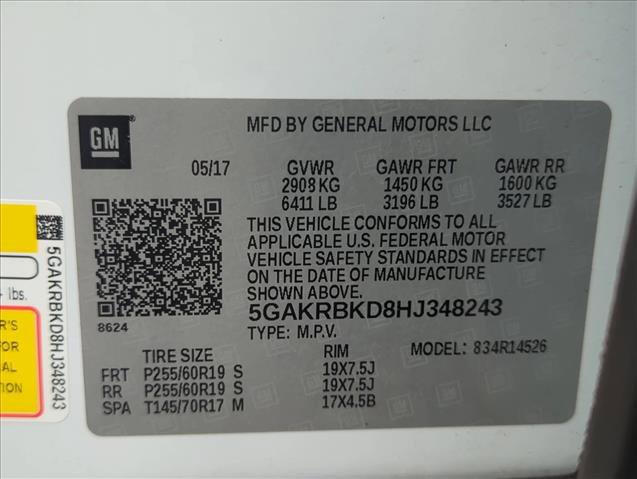 GM
MFD BY GENERAL MOTORS LLC
05/17 GVWR GAWR FRT GAWR RR
2908 KG 1450 KG 1600 KG
6411 LB 3196 LB 3527 LB
THIS VEHICLE CONFORMS TO ALL
APPLICABLE U.S. FEDERAL MOTOR
VEHICLE SAFETY STANDARDS IN EFFECT
ON THE DATE OF MANUFACTURE
SHOWN ABOVE.
8624
5GAKRBKD8HJ348243
TYPE: M.P.V.
MODEL: 834R14526
TIRE SIZE RIM
FRT P255/60R19 S 19X7.5J
RR P255/60R19 S 19X7.5J
SPA T145/70R17 M 17X4.5B
5GAKRBKD8HJ348243
lbs.
R'S
FOR
AL